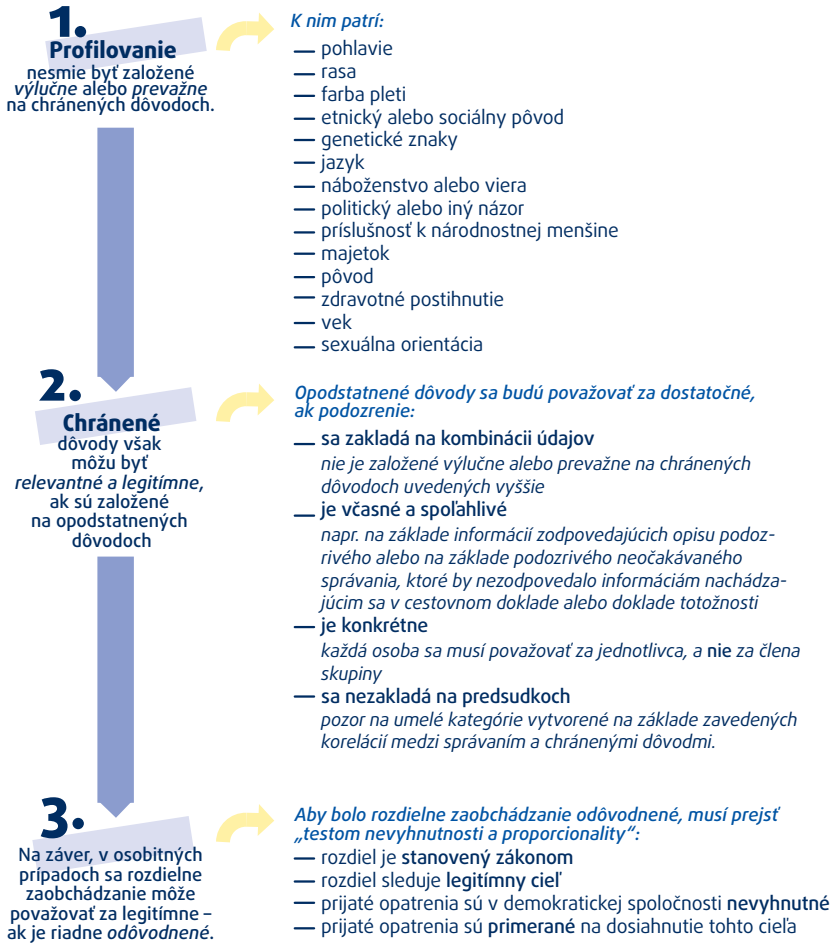 1.
Profilovanie
nesmie byť založené
výlučne alebo prevažne
na chránených dôvodoch.
K nim patrí:
— pohlavie
— rasa
— farba pleti
— etnický alebo sociálny pôvod
— genetické znaky
— jazyk
— náboženstvo alebo viera
— politický alebo iný názor
— príslušnosť k národnostnej menšine
— majetok
— pôvod
— zdravotné postihnutie
— vek
— sexuálna orientácia
2.
Chránené
dôvody však
môžu byť
relevantné a legitímne,
ak sú založené
na opodstatnených
dôvodoch
Opodstatnené dôvody sa budú považovať za dostatočné,
ak podozrenie:
— sa zakladá na kombinácii údajov
nie je založené výlučne alebo prevažne na chránených
dôvodoch uvedených vyššie
— je včasné a spoľahlivé
napr. na základe informácií zodpovedajúcich opisu podoz-
rivého alebo na základe podozrivého neočakávaného
správania, ktoré by nezodpovedalo informáciám nachádza-
júcim sa v cestovnom doklade alebo doklade totožnosti
— je konkrétne
každá osoba sa musí považovať za jednotlivca, a nie za člena
skupiny
— sa nezakladá na predsudkoch
pozor na umelé kategórie vytvorené na základe zavedených
korelácií medzi správaním a chránenými dôvodmi.
3.
Na záver, v osobitných
prípadoch sa rozdielne
zaobchádzanie môže
považovať za legitímne –
ak je riadne odôvodnené.
Aby bolo rozdielne zaobchádzanie odôvodnené, musí prejsť
„testom nevyhnutnosti a proporcionality“:
— rozdiel je stanovený zákonom
— rozdiel sleduje legitímny cieľ
— prijaté opatrenia sú v demokratickej spoločnosti nevyhnutné
— prijaté opatrenia sú primerané na dosiahnutie tohto cieľa